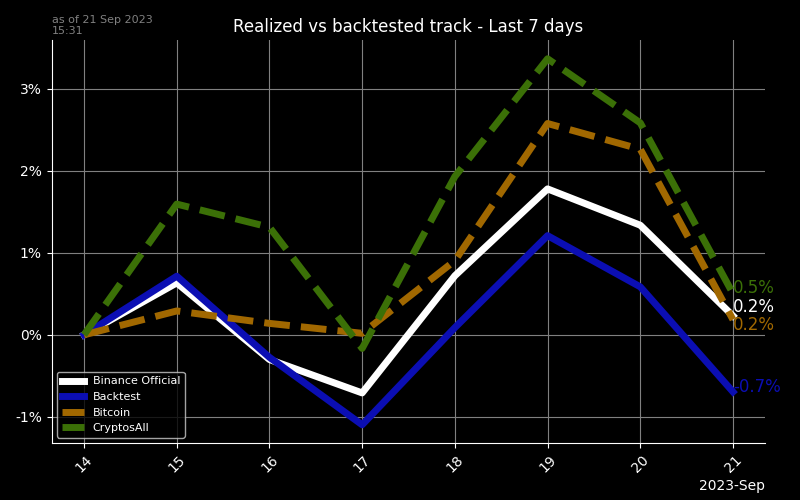 as of 21 Sep 2023
15:31
Realized vs backtested track - Last 7 days
3%
2%
1%
0%
-1%
0.5%
0.2%
0.2%
-0.7%
Binance Official
Backtest
Bitcoin
CryptosAll
14
15
16
17
18
19
20
21
2023-Sep